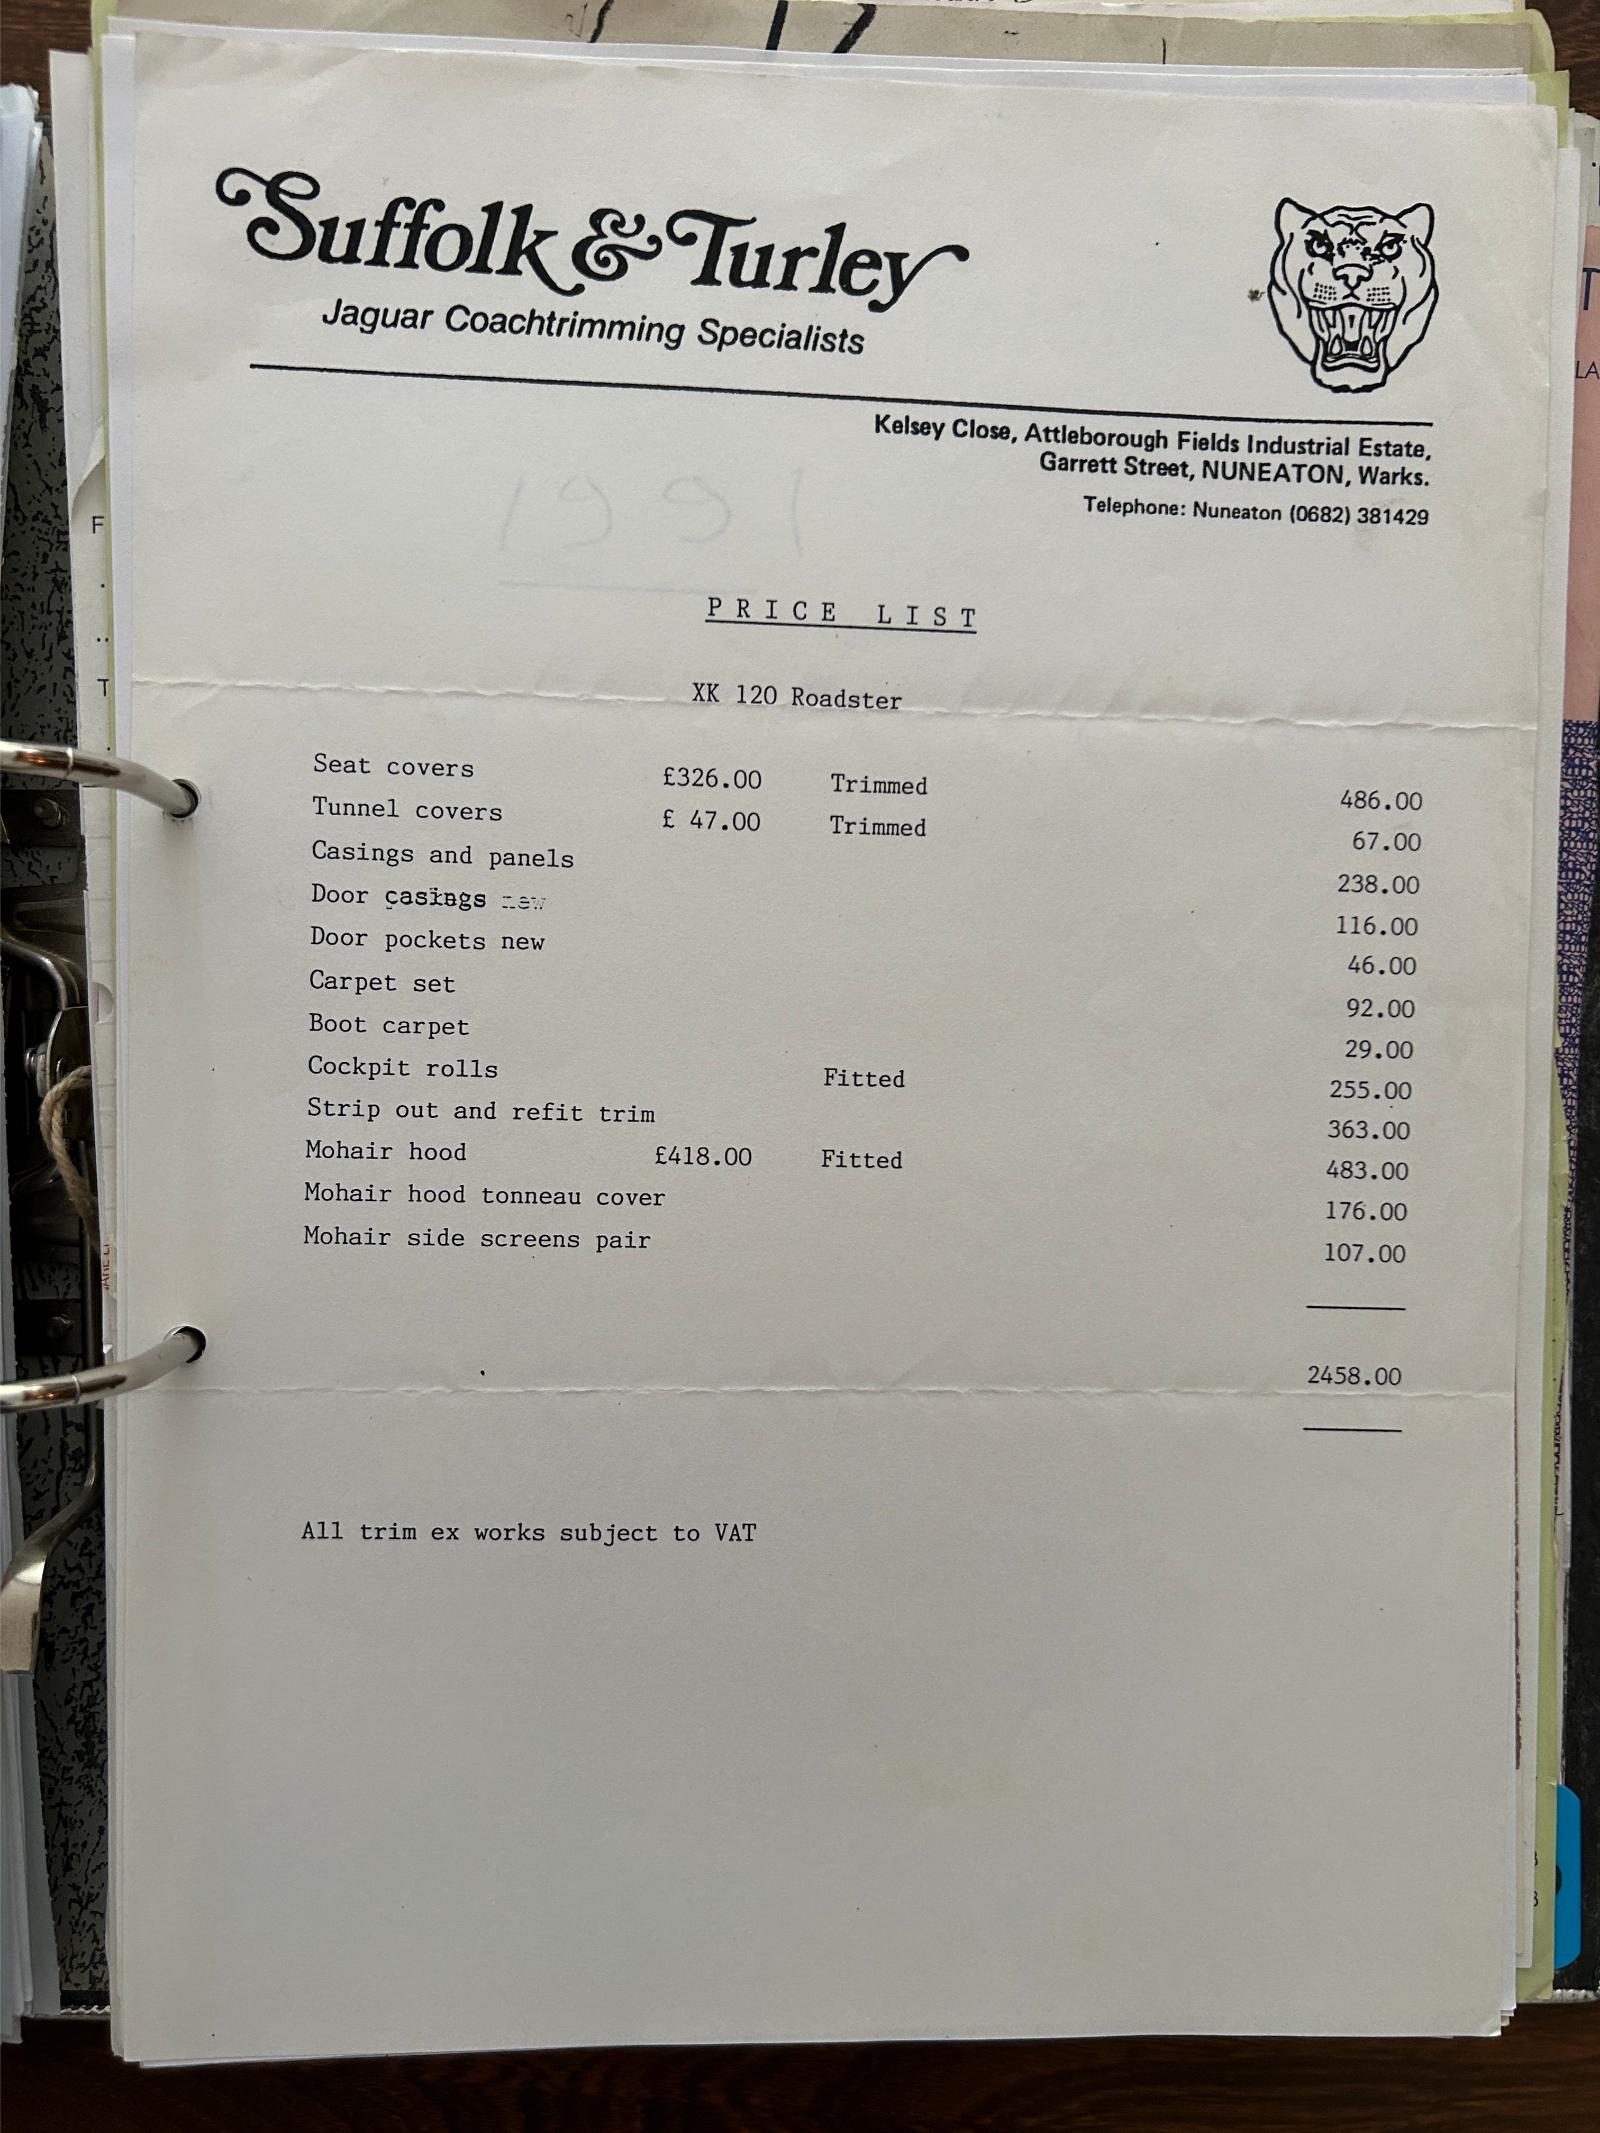 Suffolk & Turley
Jaguar Coachtrimming Specialists
Kelsey Close, Attleborough Fields Industrial Estate,
Garrett Street, NUNEATON, Warks.
Telephone: Nuneaton (0682) 381429
1991
PRICE LIST
XK 120 Roadster
Seat covers £326.00 Trimmed 486.00
Tunnel covers £ 47.00 Trimmed 67.00
Casings and panels 238.00
Door casings new 116.00
Door pockets new 46.00
Carpet set 92.00
Boot carpet 29.00
Cockpit rolls Fitted 255.00
Strip out and refit trim 363.00
Mohair hood £418.00 Fitted 483.00
Mohair hood tonneau cover 176.00
Mohair side screens pair 107.00
2458.00
All trim ex works subject to VAT